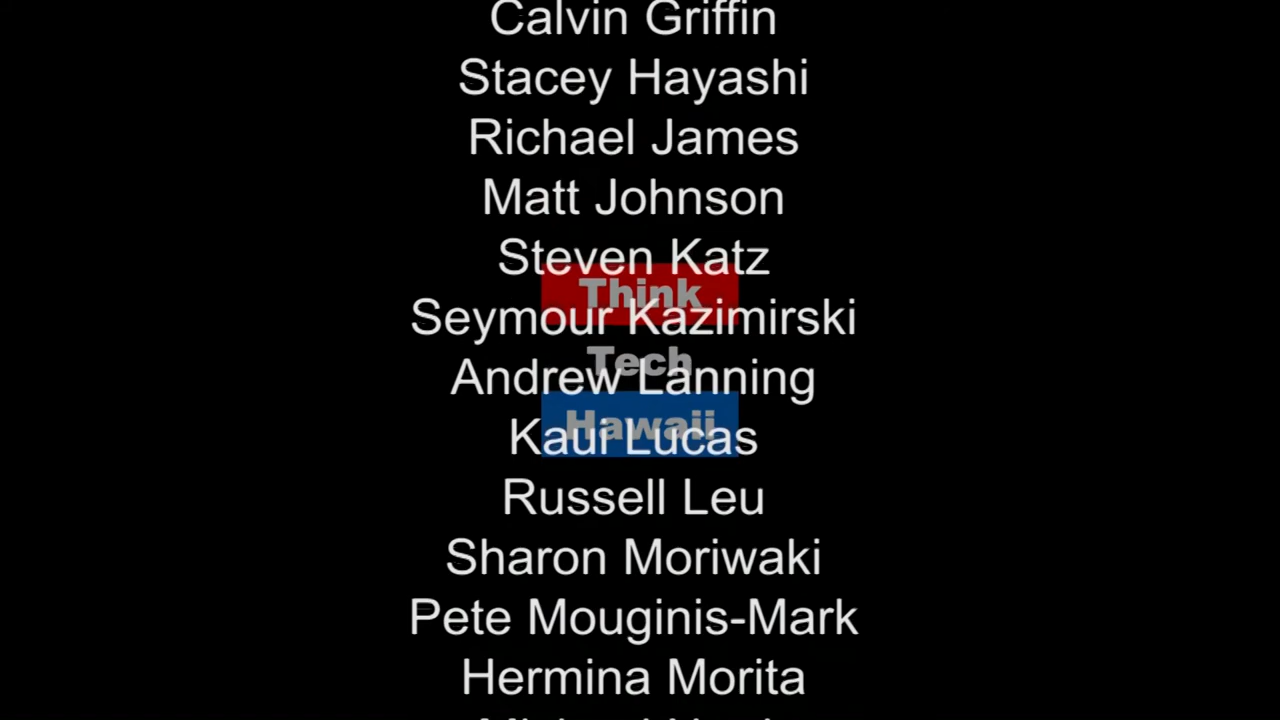 Calvin Griffin
Stacey Hayashi
Richael James
Matt Johnson
Steven Katz
Think
Seymour Kazimirski
Tech
Andrew Lanning
Hawaii
Kaui Lucas
Russell Leu
Sharon Moriwaki
Pete Mouginis-Mark
Hermina Morita